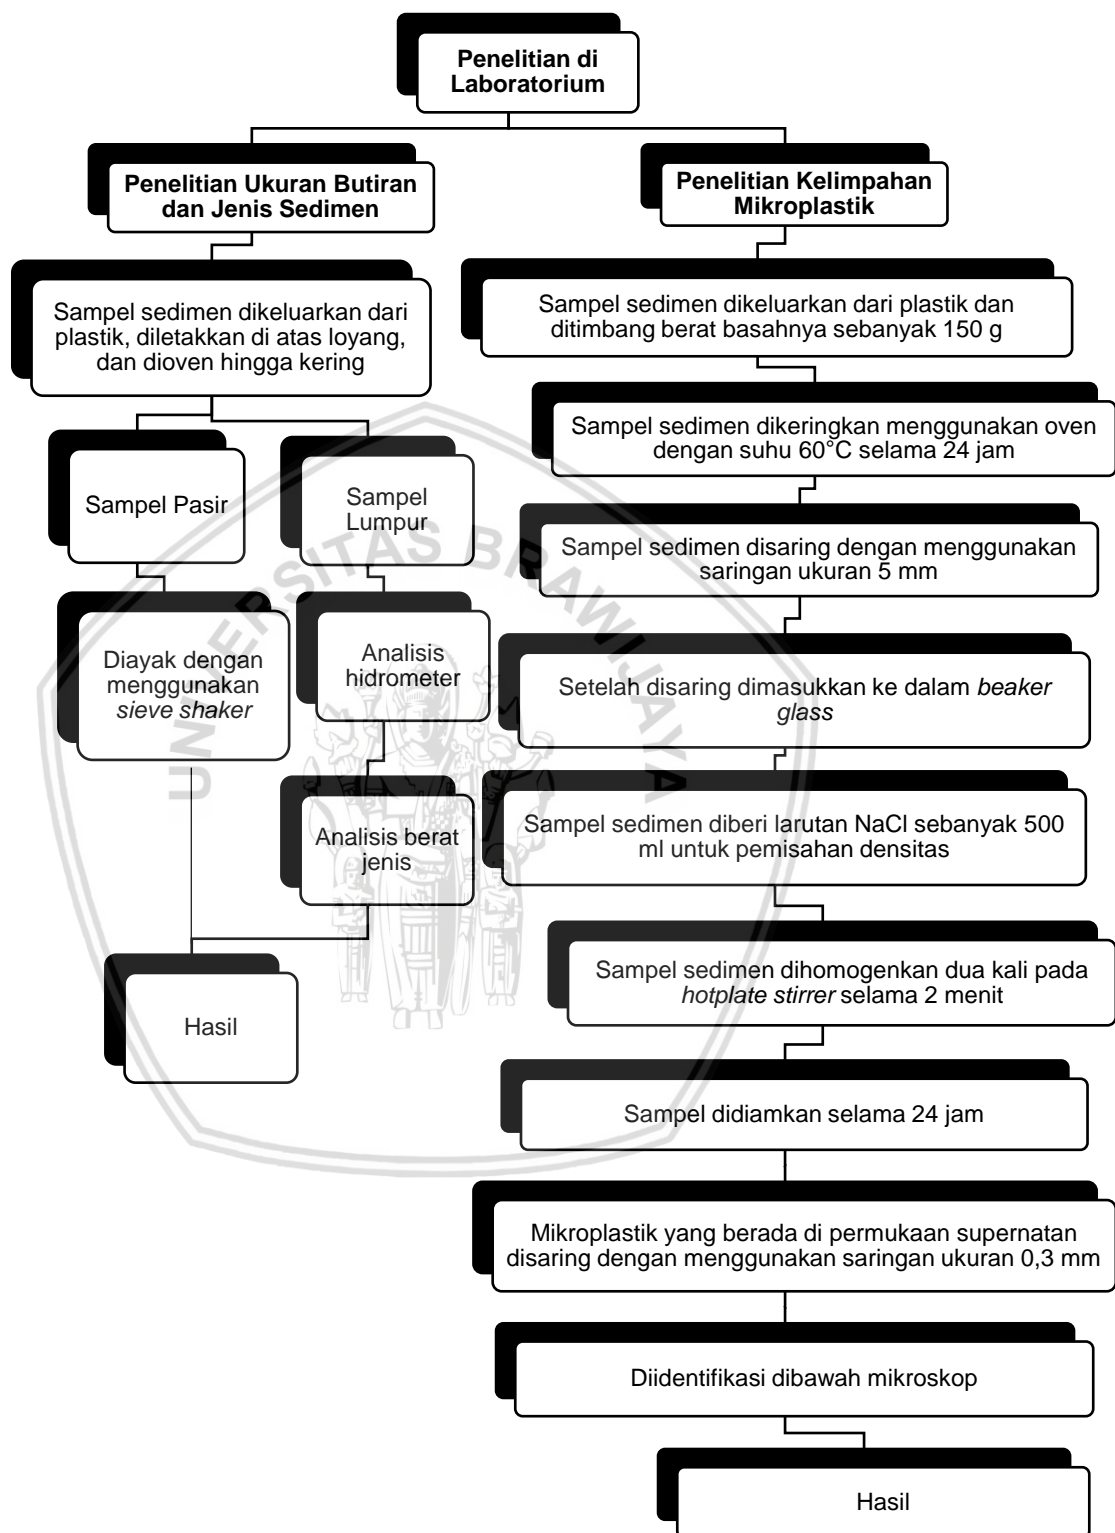 Penelitian di
Laboratorium
Penelitian Ukuran Butiran
dan Jenis Sedimen
Sampel sedimen dikeluarkan dari
plastik, diletakkan di atas loyang,
dan dioven hingga kering
Sampel Pasir
Sampel
Lumpur
Diayak dengan
menggunakan
sieve shaker
Analisis
hidrometer
Analisis berat
jenis
Hasil
Penelitian Kelimpahan
Mikroplastik
Sampel sedimen dikeluarkan dari plastik dan
ditimbang berat basahnya sebanyak 150 g
Sampel sedimen dikeringkan menggunakan oven
dengan suhu 60°C selama 24 jam
Sampel sedimen disaring dengan menggunakan
saringan ukuran 5 mm
Setelah disaring dimasukkan ke dalam beaker
glass
Sampel sedimen diberi larutan NaCl sebanyak 500
ml untuk pemisahan densitas
Sampel sedimen dihomogenkan dua kali pada
hotplate stirrer selama 2 menit
Sampel didiamkan selama 24 jam
Mikroplastik yang berada di permukaan supernatan
disaring dengan menggunakan saringan ukuran 0,3 mm
Diidentifikasi dibawah mikroskop
Hasil
UNIVERSITAS BRAWIJAYA